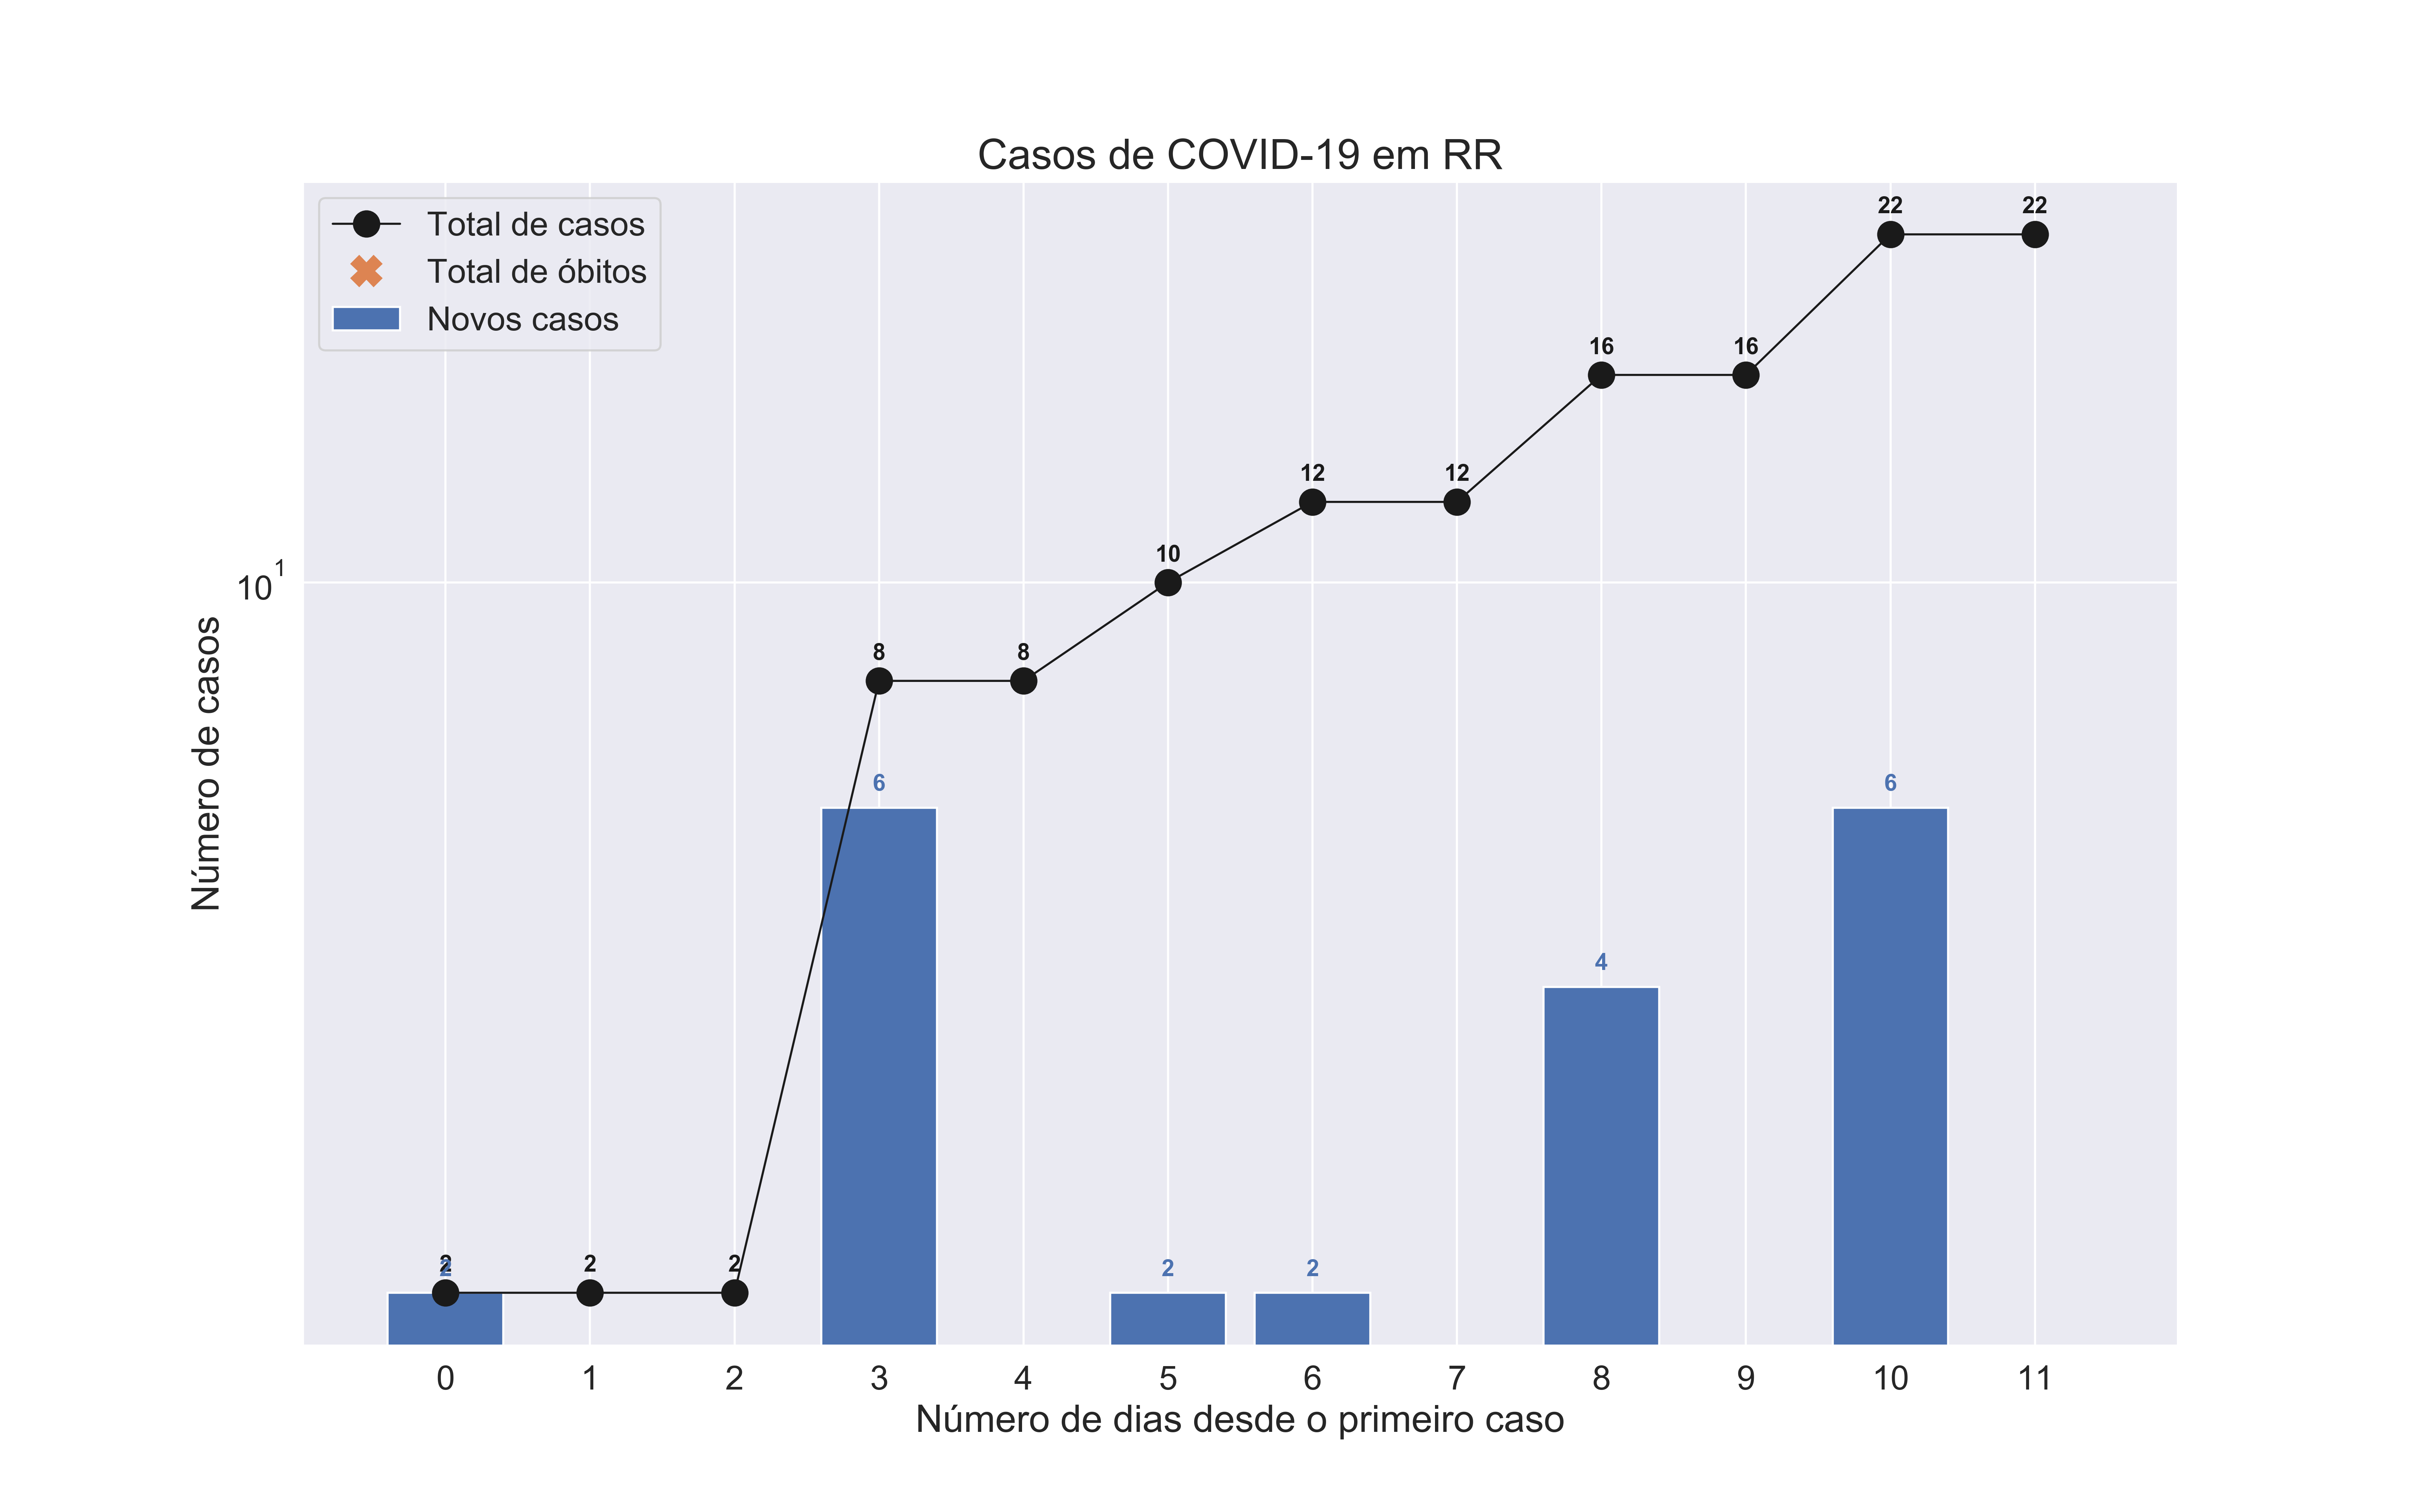 Casos de COVID-19 em RR
Total de casos
Total de óbitos
Novos casos
22 22
16 16
12 12
10
8 8
6 6
4
2 2 2
2 2 2
10^1
Número de casos
0 1 2 3 4 5 6 7 8 9 10 11
Número de dias desde o primeiro caso